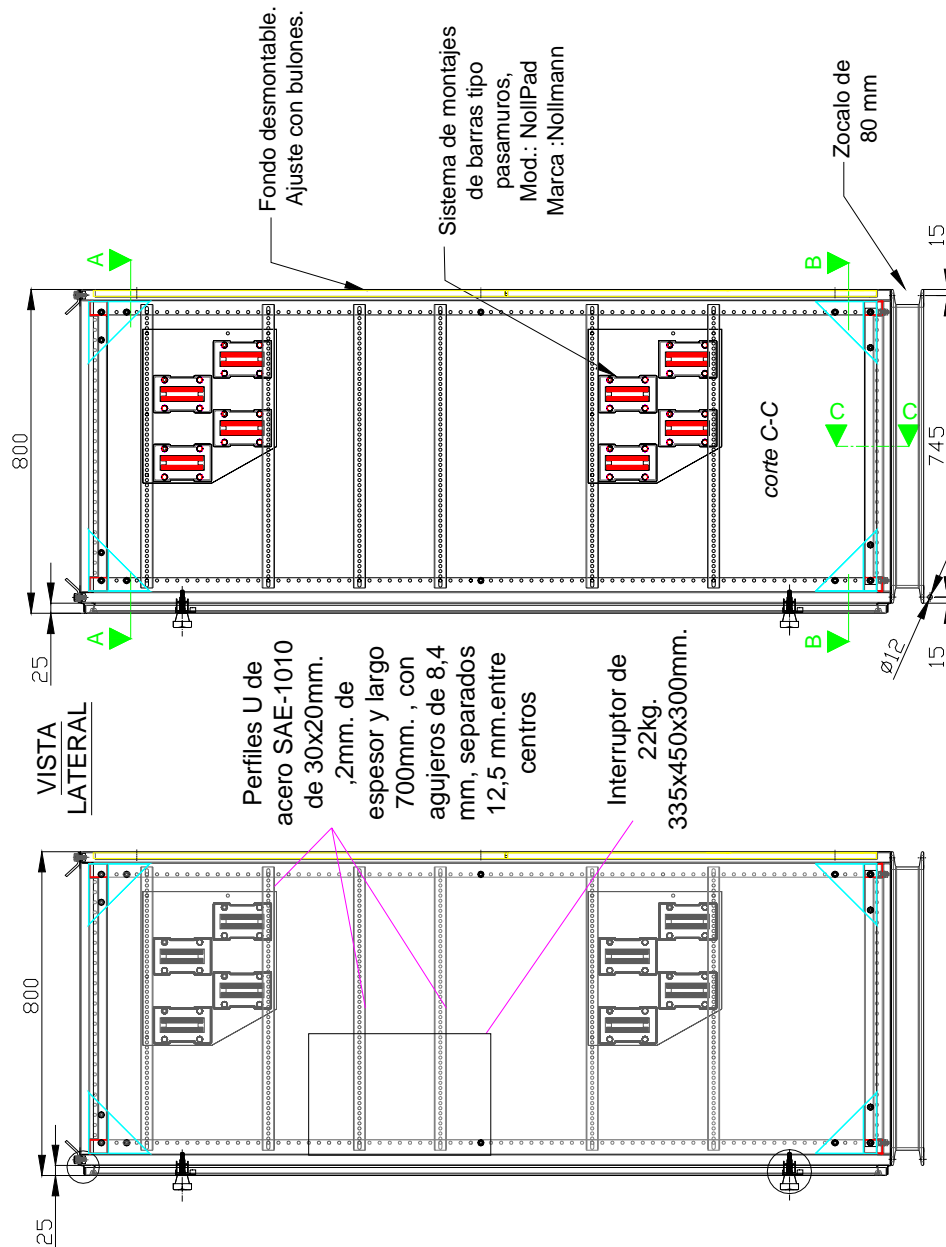 VISTA
LATERAL
800
25
Fondo desmontable.
Ajuste con bulones.
Sistema de montajes
de barras tipo
pasamuros,
Mod.: NollPad
Marca :Nollmann
Zocalo de
80 mm
A
A
B
B
C
C
corte C-C
15
745
15
ø12
Perfiles U de
acero SAE-1010
de 30x20mm.
,2mm. de
espesor y largo
700mm. , con
agujeros de 8,4
mm, separados
12,5 mm.entre
centros
Interruptor de
22kg.
335x450x300mm.
800
25